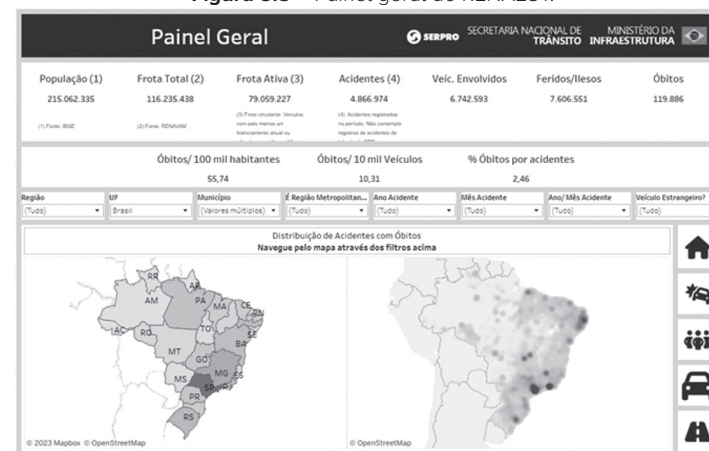 Painel Geral
SERPRO
SECRETARIA NACIONAL DE TRÂNSITO
MINISTÉRIO DA INFRAESTRUTURA
População (1) Frota Total (2) Frota Ativa (3) Acidentes (4) Veíc. Envolvidos Feridos/Ilesos Óbitos
215.062.335 116.235.438 79.059.227 4.866.974 6.742.593 7.606.551 119.886
(1) Fonte: IBGE
(2) Fonte: RENAVAM
(3) Frota circulante: Veículos
com pelo menos um
licenciamento anual ou
(4) Acidentes registrados
no período. Não contempla
registros de acidentes de
Óbitos/ 100 mil habitantes Óbitos/ 10 mil Veículos % Óbitos por acidentes
55,74 10,31 2,46
Região UF Município É Região Metropolitan... Ano Acidente Mês Acidente Ano/ Mês Acidente Veículo Estrangeiro?
(Tudo) Brasil (Valores múltiplos) (Tudo) (Tudo) (Tudo) (Tudo) (Tudo)
Distribuição de Acidentes com Óbitos
Navegue pelo mapa através dos filtros acima
RR AP
AM PA MA CE RN
AC RO TO SE
MT BA
GO
MS MG ES
SP RJ
PR
RS
© 2023 Mapbox © OpenStreetMap
© OpenStreetMap